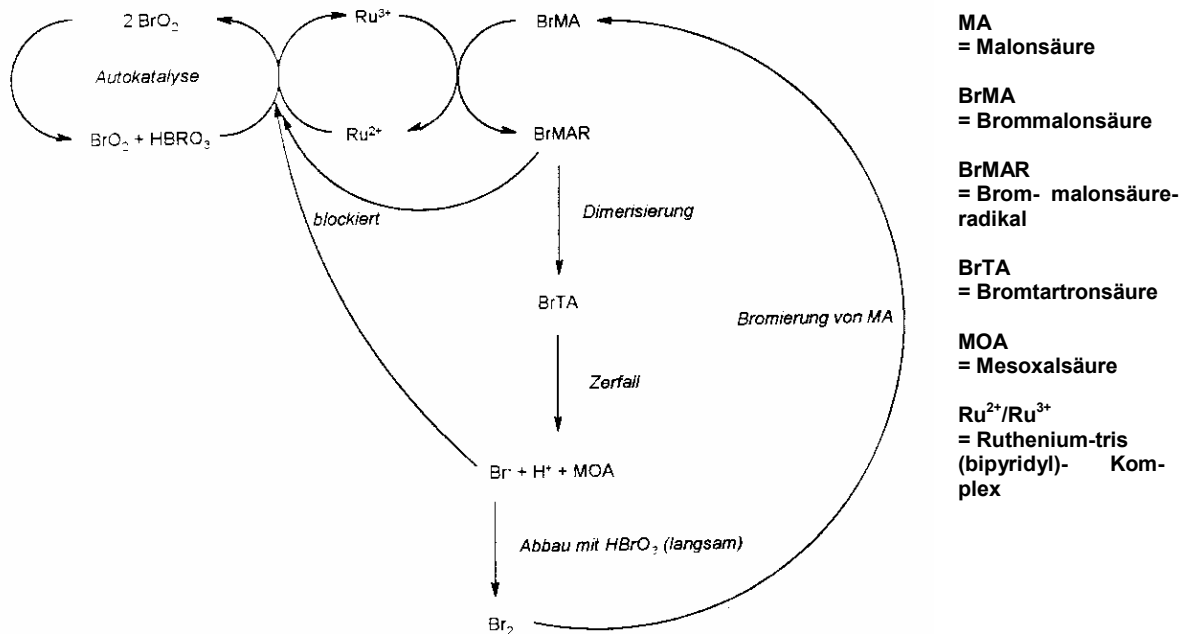 2 BrO₂
Ru³⁺
BrMA
Autokatalyse
BrO₂ + HBRO₃
Ru²⁺
BrMAR
blockiert
Dimerisierung
BrTA
Bromierung von MA
Zerfall
Br⁻ + H⁺ + MOA
Abbau mit HBrO₃ (langsam)
Br₂
MA
= Malonsäure
BrMA
= Brommalonsäure
BrMAR
= Brom- malonsäure-
radikal
BrTA
= Bromtartronsäure
MOA
= Mesoxalsäure
Ru²⁺/Ru³⁺
= Ruthenium-tris
(bipyridyl)- Kom-
plex